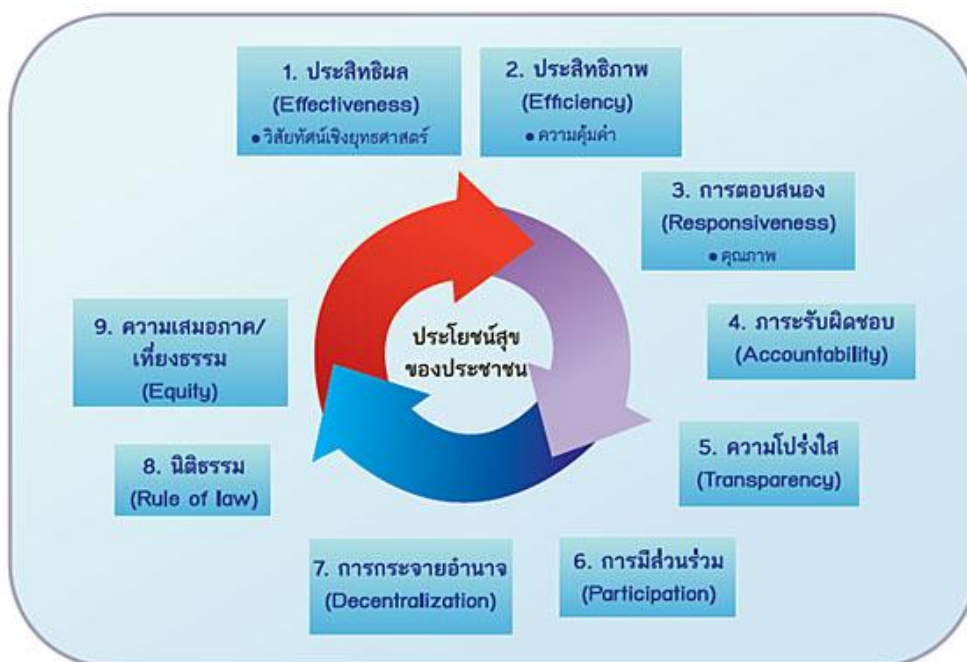 1. ประสิทธิผล
(Effectiveness)
• วิสัยทัศน์เชิงยุทธศาสตร์
2. ประสิทธิภาพ
(Efficiency)
• ความคุ้มค่า
3. การตอบสนอง
(Responsiveness)
• คุณภาพ
4. ภาระรับผิดชอบ
(Accountability)
5. ความโปร่งใส
(Transparency)
6. การมีส่วนร่วม
(Participation)
7. การกระจายอำนาจ
(Decentralization)
8. นิติธรรม
(Rule of law)
9. ความเสมอภาค/
เที่ยงธรรม
(Equity)
ประโยชน์สุข
ของประชาชน